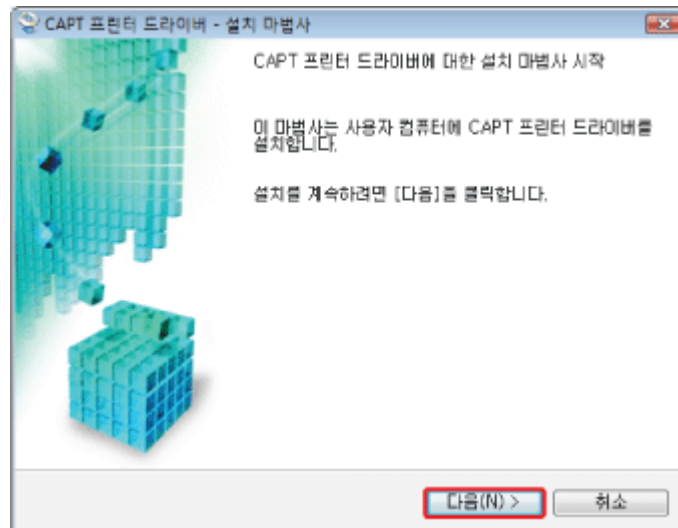 CAPT 프린터 드라이버 - 설치 마법사
CAPT 프린터 드라이버에 대한 설치 마법사 시작
이 마법사는 사용자 컴퓨터에 CAPT 프린터 드라이버를
설치합니다.
설치를 계속하려면 [다음]를 클릭합니다.
다음(N) >
취소